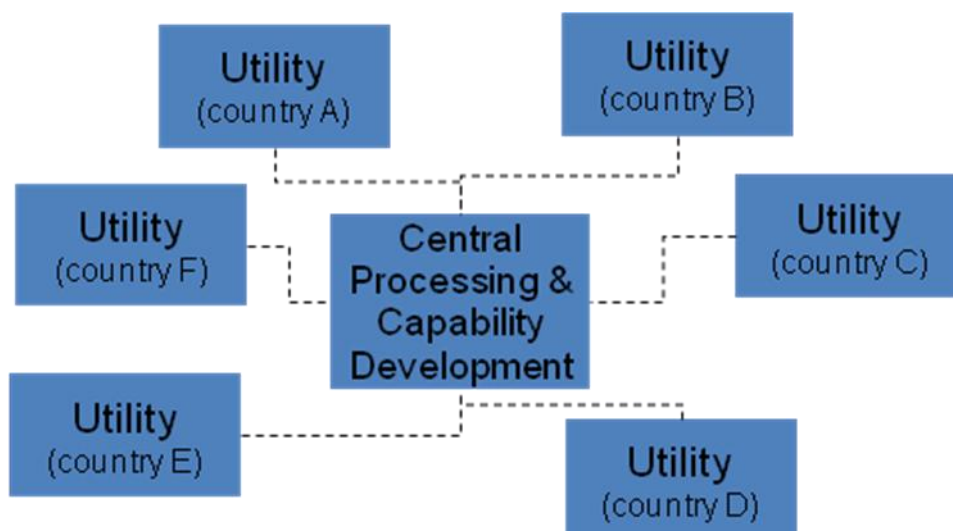 Utility
(country A)
Utility
(country B)
Utility
(country F)
Central
Processing &
Capability
Development
Utility
(country C)
Utility
(country E)
Utility
(country D)